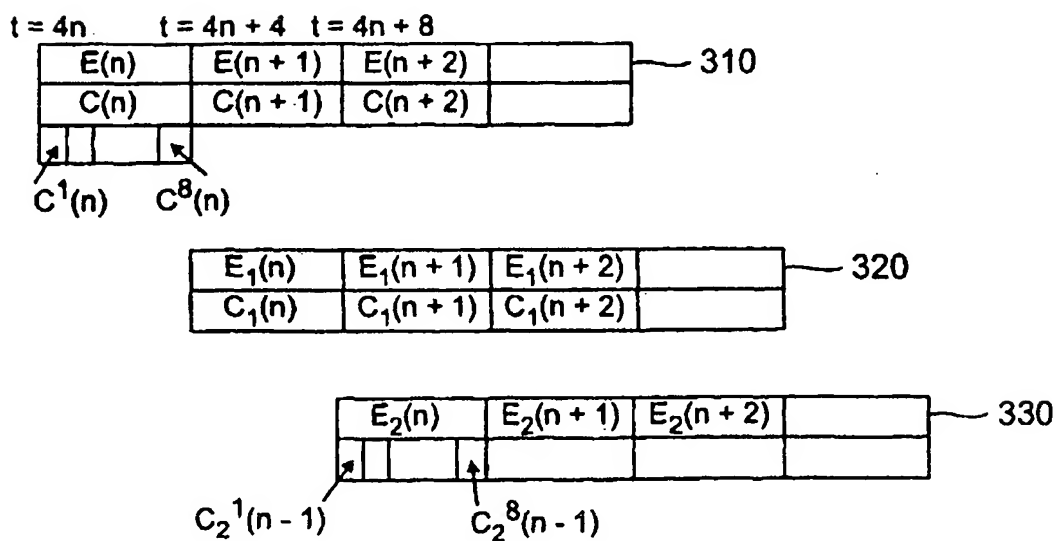 t = 4n t = 4n + 4 t = 4n + 8
E(n) E(n + 1) E(n + 2) 310
C(n) C(n + 1) C(n + 2)
C¹(n) C⁸(n)
E₁(n) E₁(n + 1) E₁(n + 2) 320
C₁(n) C₁(n + 1) C₁(n + 2)
E₂(n) E₂(n + 1) E₂(n + 2) 330
C₂¹(n - 1) C₂⁸(n - 1)